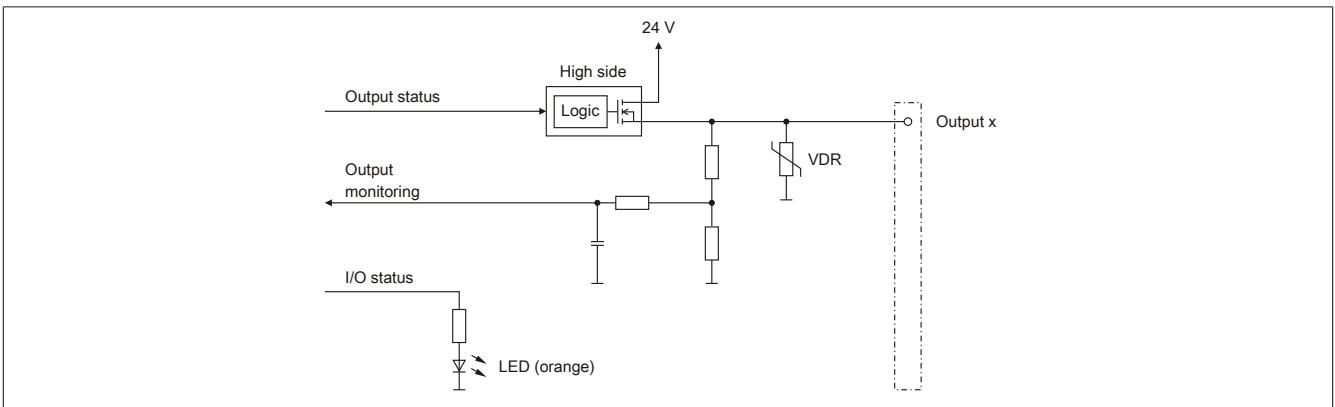 24 V
High side
Output status
Logic
Output x
VDR
Output
monitoring
I/O status
LED (orange)